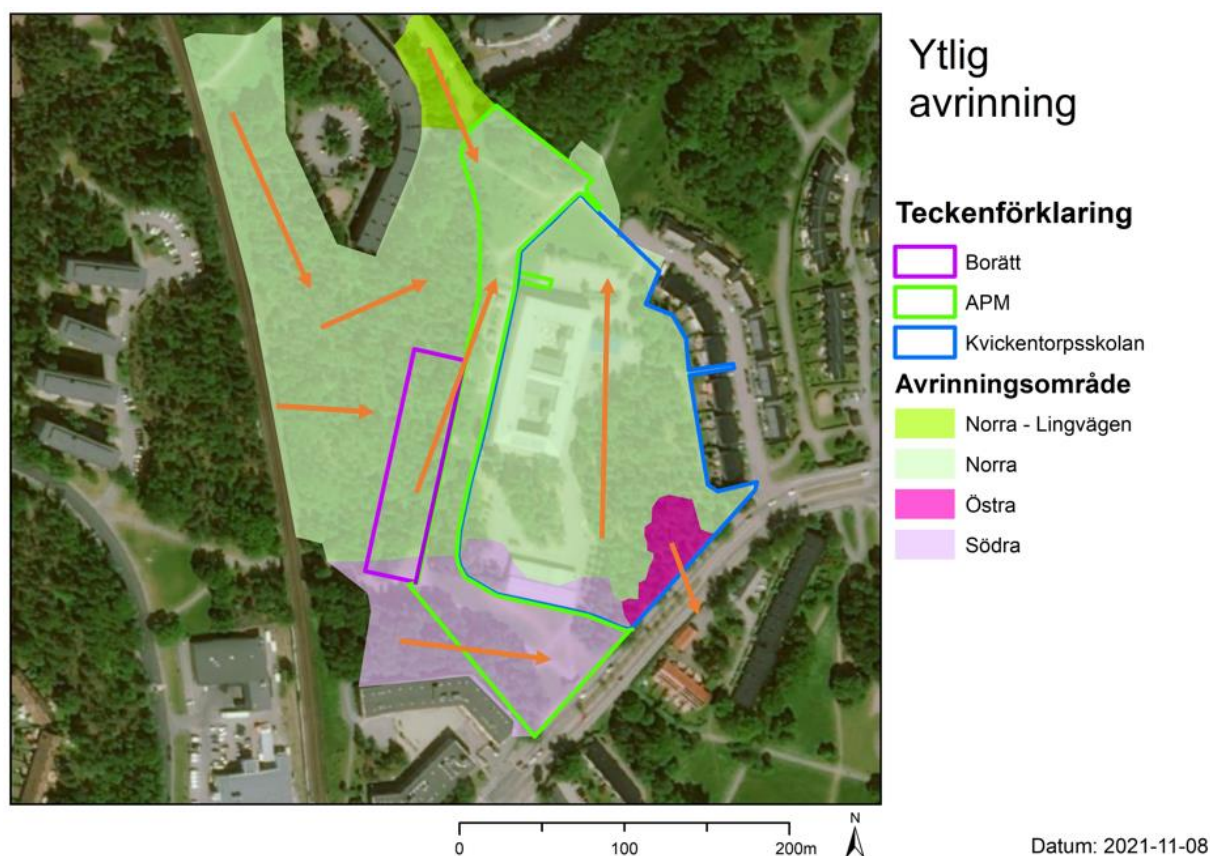 Ytlig
avrinning
Teckenförklaring
Borätt
APM
Kvickentorpsskolan
Avrinningsområde
Norra - Lingvägen
Norra
Östra
Södra
N
0 100 200m
Datum: 2021-11-08